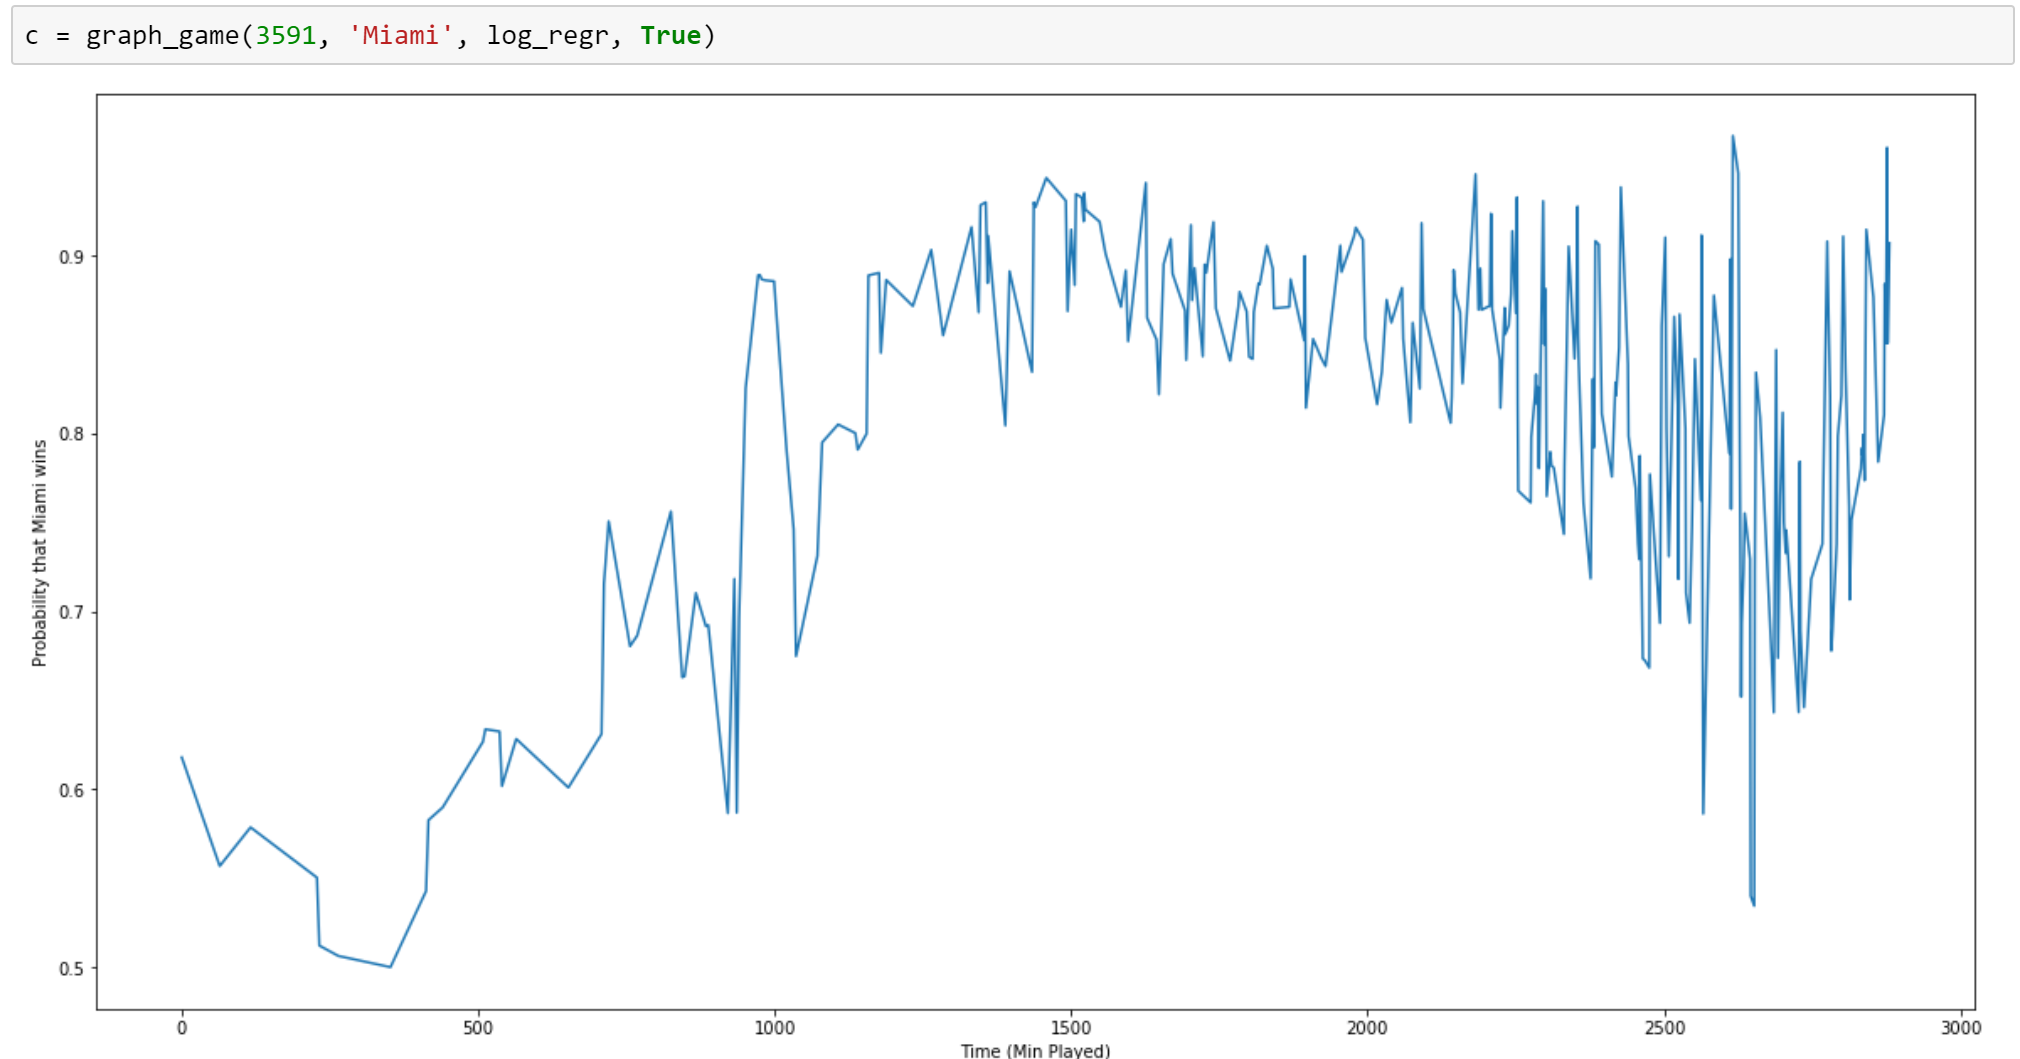 c = graph_game(3591, 'Miami', log_regr, True)
0.9
0.8
0.7
0.6
0.5
Probability that Miami wins
0 500 1000 1500 2000 2500 3000
Time (Min Played)